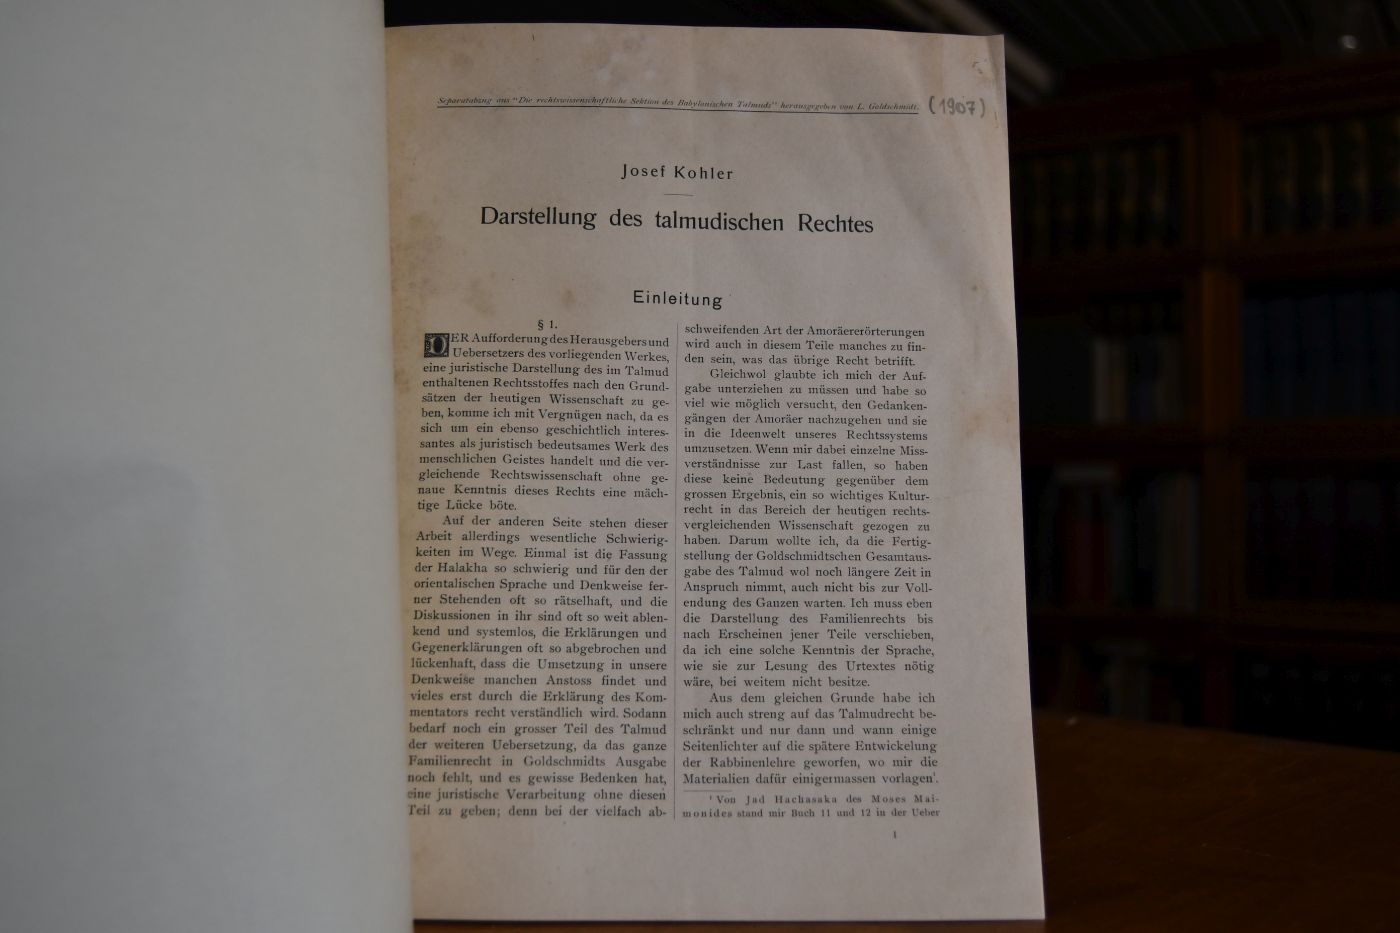 Separatabzug aus "Die rechtswissenschaftliche Sektion des Babylonischen Talmuds" herausgegeben von L. Goldschmidt.
(1907)
Josef Kohler
Darstellung des talmudischen Rechtes
Einleitung
§ 1.
DER Aufforderung des Herausgebers und
Uebersetzers des vorliegenden Werkes,
eine juristische Darstellung des im Talmud
enthaltenen Rechtsstoffes nach den Grund-
sätzen der heutigen Wissenschaft zu ge-
ben, komme ich mit Vergnügen nach, da es
sich um ein ebenso geschichtlich interes-
santes als juristisch bedeutsames Werk des
menschlichen Geistes handelt und die ver-
gleichende Rechtswissenschaft ohne ge-
naue Kenntnis dieses Rechts eine mäch-
tige Lücke böte.
Auf der anderen Seite stehen dieser
Arbeit allerdings wesentliche Schwierig-
keiten im Wege. Einmal ist die Fassung
der Halakha so schwierig und für den der
orientalischen Sprache und Denkweise fer-
ner Stehenden oft so rätselhaft, und die
Diskussionen in ihr sind oft so weit ablen-
kend und systemlos, die Erklärungen und
Gegenerklärungen oft so abgebrochen und
lückenhaft, dass die Umsetzung in unsere
Denkweise manchen Anstoss findet und
vieles erst durch die Erklärung des Kom-
mentators recht verständlich wird. Sodann
bedarf noch ein grosser Teil des Talmud
der weiteren Uebersetzung, da das ganze
Familienrecht in Goldschmidts Ausgabe
noch fehlt, und es gewisse Bedenken hat,
eine juristische Verarbeitung ohne diesen
Teil zu geben; denn bei der vielfach ab-
schweifenden Art der Amoräererörterungen
wird auch in diesem Teile manches zu fin-
den sein, was das übrige Recht betrifft.
Gleichwol glaubte ich mich der Auf-
gabe unterziehen zu müssen und habe so
viel wie möglich versucht, den Gedanken-
gängen der Amoräer nachzugehen und sie
in die Ideenwelt unseres Rechtssystems
umzusetzen. Wenn mir dabei einzelne Miss-
verständnisse zur Last fallen, so haben
diese keine Bedeutung gegenüber dem
grossen Ergebnis, ein so wichtiges Kultur-
recht in das Bereich der heutigen rechts-
vergleichenden Wissenschaft gezogen zu
haben. Darum wollte ich, da die Fertig-
stellung der Goldschmidtschen Gesamtaus-
gabe des Talmud wol noch längere Zeit in
Anspruch nimmt, auch nicht bis zur Voll-
endung des Ganzen warten. Ich muss eben
die Darstellung des Familienrechts bis
nach Erscheinen jener Teile verschieben,
da ich eine solche Kenntnis der Sprache,
wie sie zur Lesung des Urtextes nötig
wäre, bei weitem nicht besitze.
Aus dem gleichen Grunde habe ich
mich auch streng auf das Talmudrecht be-
schränkt und nur dann und wann einige
Seitenlichter auf die spätere Entwickelung
der Rabbinenlehre geworfen, wo mir die
Materialien dafür einigermassen vorlagen¹.
¹ Von Jad Hachasaka des Moses Mai-
monides stand mir Buch 11 und 12 in der Ueber
1